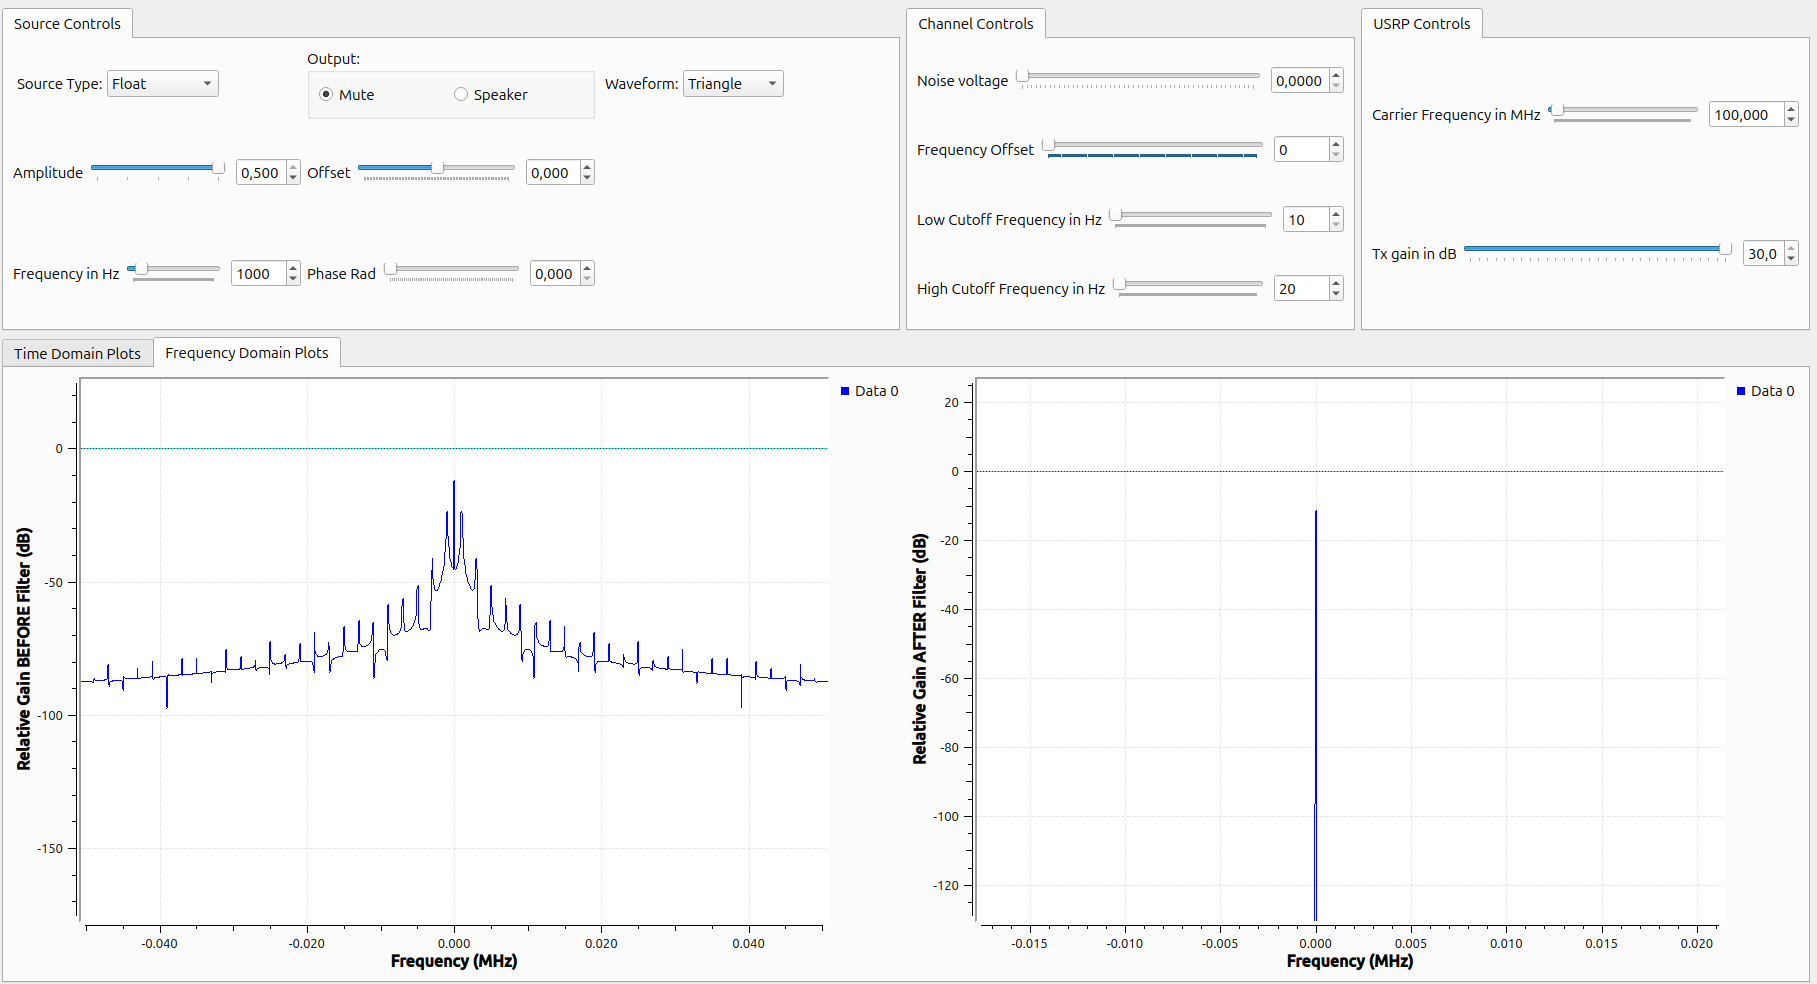 Source Controls
Source Type: Float
Output:
Mute Speaker
Waveform: Triangle
Amplitude 0,500 Offset 0,000
Frequency in Hz 1000 Phase Rad 0,000
Channel Controls
Noise voltage 0,0000
Frequency Offset 0
Low Cutoff Frequency in Hz 10
High Cutoff Frequency in Hz 20
USRP Controls
Carrier Frequency in MHz 100,000
Tx gain in dB 30,0
Time Domain Plots Frequency Domain Plots
Relative Gain BEFORE Filter (dB)
0
-50
-100
-150
-0.040 -0.020 0.000 0.020 0.040
Frequency (MHz)
Data 0
Relative Gain AFTER Filter (dB)
20
0
-20
-40
-60
-80
-100
-120
-0.015 -0.010 -0.005 0.000 0.005 0.010 0.015 0.020
Frequency (MHz)
Data 0